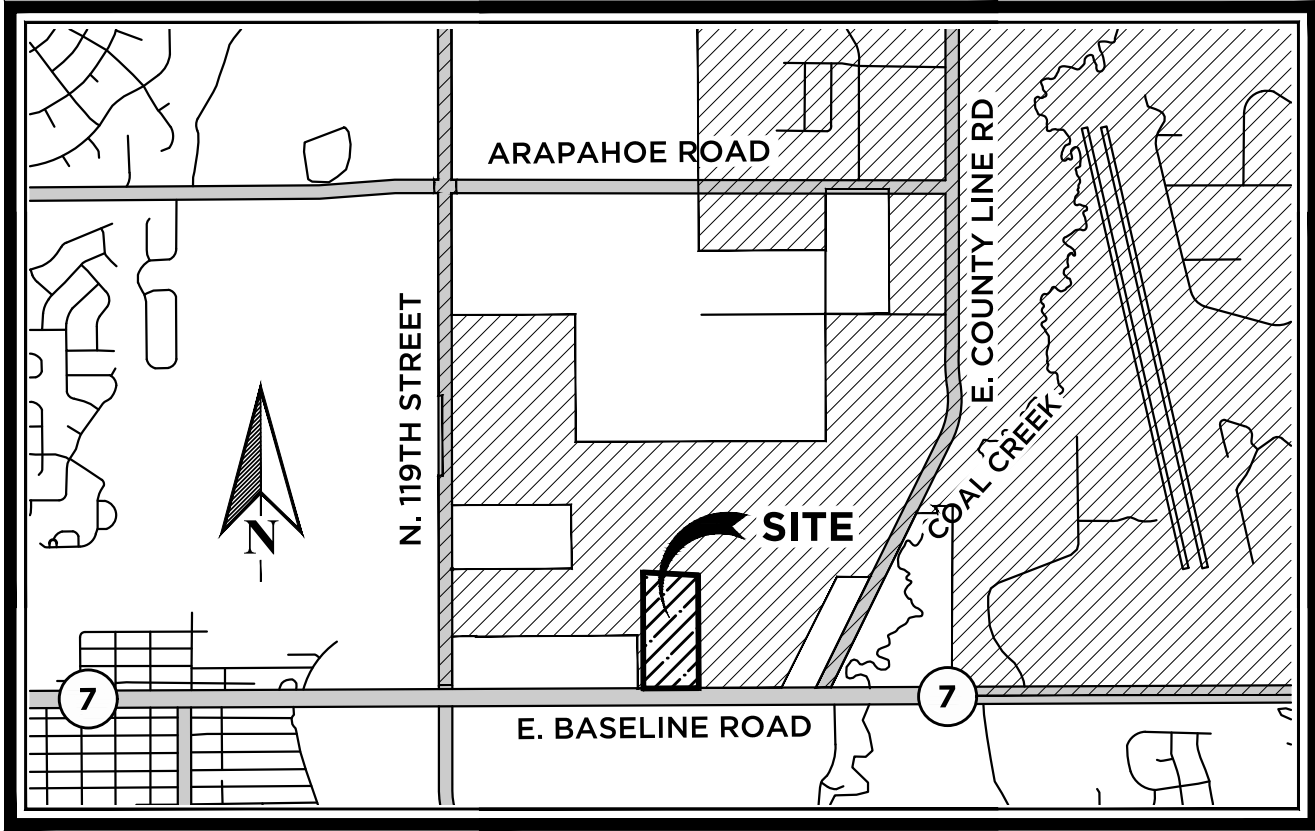 ARAPAHOE ROAD
E. COUNTY LINE RD
N. 119TH STREET
COAL CREEK
SITE
N
7
7
E. BASELINE ROAD